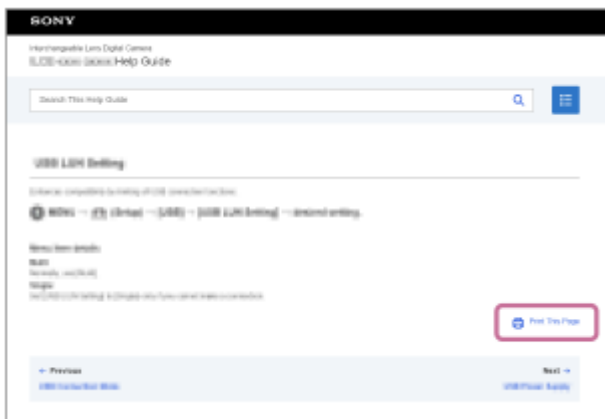 SONY
Interchangeable Lens Digital Camera
Help Guide
Search This Help Guide
USB LUN Setting
Enhances compatibility by limiting of USB connection functions.
MENU → (Setup) → [USB] → [USB LUN Setting] → desired setting.
Menu item details
Multi:
Normally, use [Multi].
Single:
Set [USB LUN Setting] to [Single] only if you cannot make a connection.
Print This Page
← Previous
Next →
USB Connection Mode
USB Power Supply